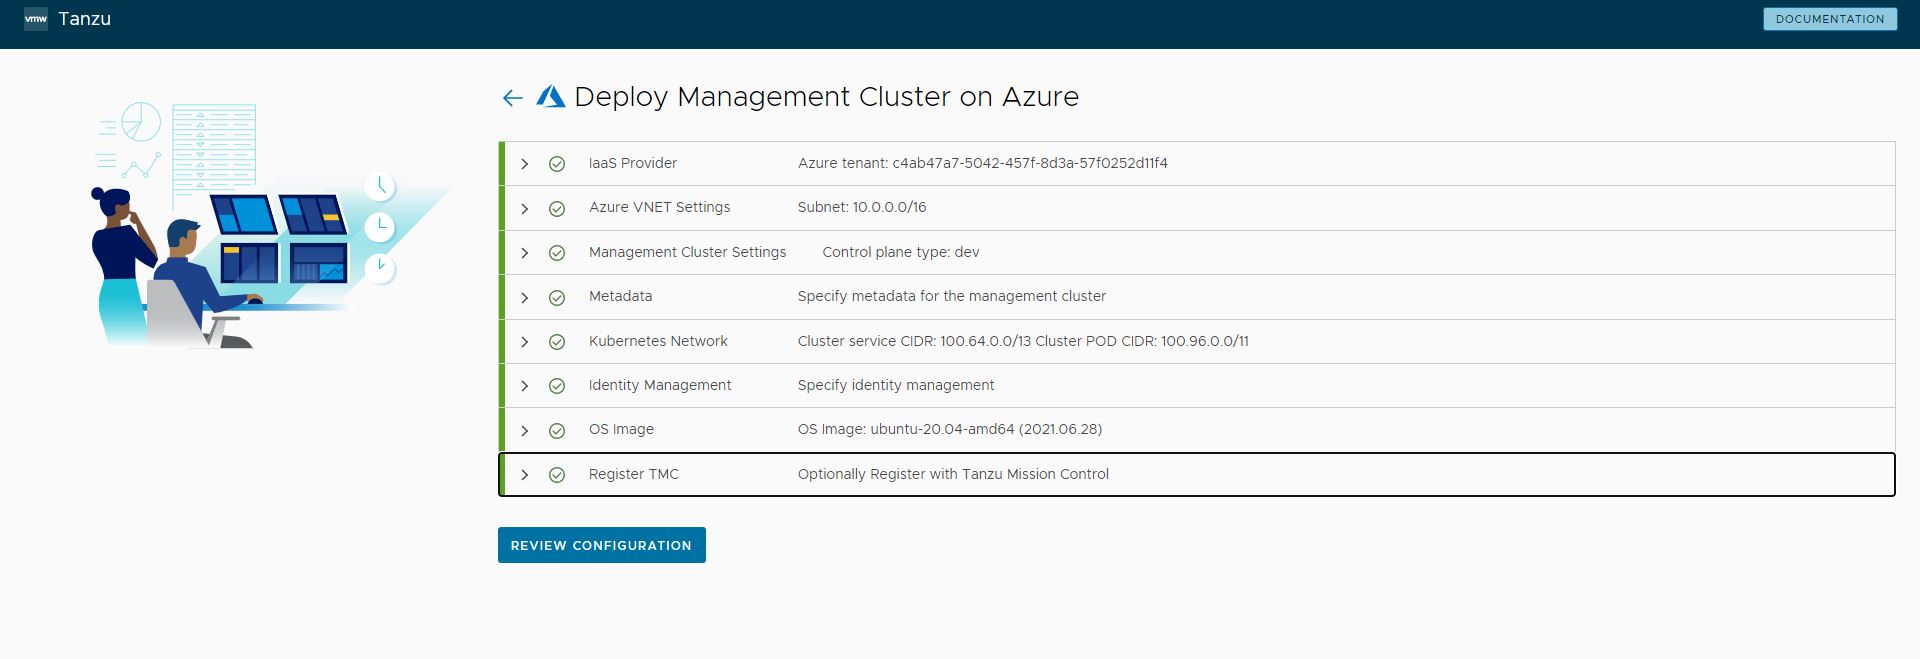 vmw Tanzu
DOCUMENTATION
Deploy Management Cluster on Azure
IaaS Provider Azure tenant: c4ab47a7-5042-457f-8d3a-57f0252d11f4
Azure VNET Settings Subnet: 10.0.0.0/16
Management Cluster Settings Control plane type: dev
Metadata Specify metadata for the management cluster
Kubernetes Network Cluster service CIDR: 100.64.0.0/13 Cluster POD CIDR: 100.96.0.0/11
Identity Management Specify identity management
OS Image OS Image: ubuntu-20.04-amd64 (2021.06.28)
Register TMC Optionally Register with Tanzu Mission Control
REVIEW CONFIGURATION